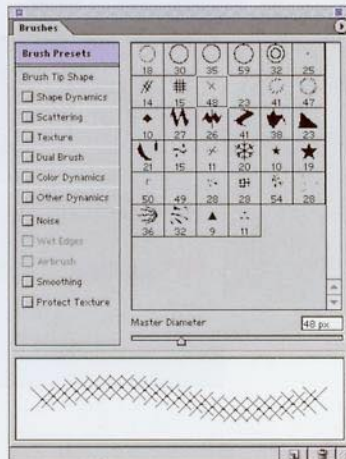 Brushes
Brush Presets
Brush Tip Shape
Shape Dynamics
Scattering
Texture
Dual Brush
Color Dynamics
Other Dynamics
Noise
Wet Edges
Airbrush
Smoothing
Protect Texture
18 30 35 59 32 25
14 15 48 23 41 47
10 27 26 41 38 23
21 15 11 20 10 19
50 49 28 28 54 28
36 32 9 11
Master Diameter
48 px